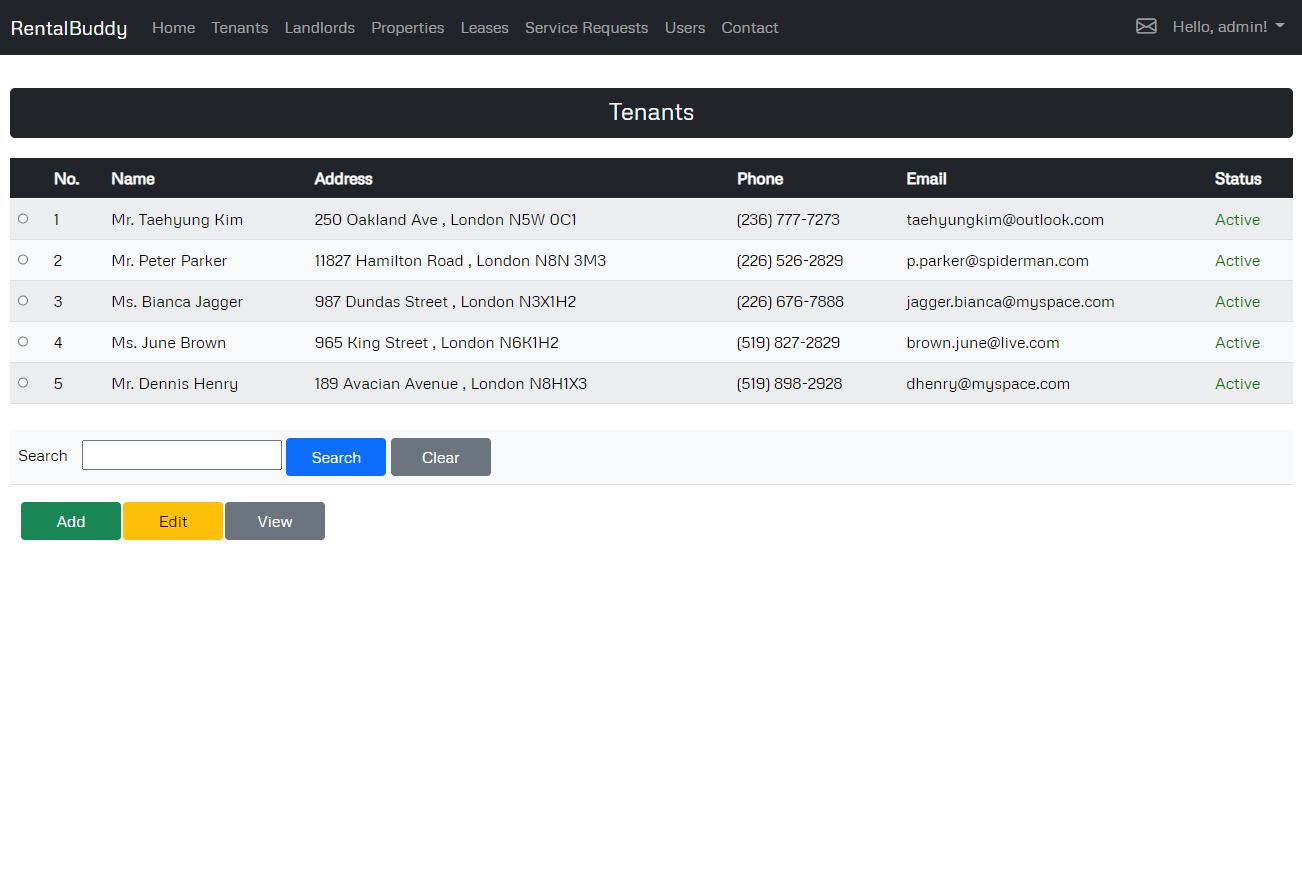 RentalBuddy Home Tenants Landlords Properties Leases Service Requests Users Contact Hello, admin!
Tenants
No. Name Address Phone Email Status
1 Mr. Taehyung Kim 250 Oakland Ave , London N5W 0C1 (236) 777-7273 taehyungkim@outlook.com Active
2 Mr. Peter Parker 11827 Hamilton Road , London N8N 3M3 (226) 526-2829 p.parker@spiderman.com Active
3 Ms. Bianca Jagger 987 Dundas Street , London N3X1H2 (226) 676-7888 jagger.bianca@myspace.com Active
4 Ms. June Brown 965 King Street , London N6K1H2 (519) 827-2829 brown.june@live.com Active
5 Mr. Dennis Henry 189 Avacian Avenue , London N8H1X3 (519) 898-2928 dhenry@myspace.com Active
Search Search Clear
Add Edit View